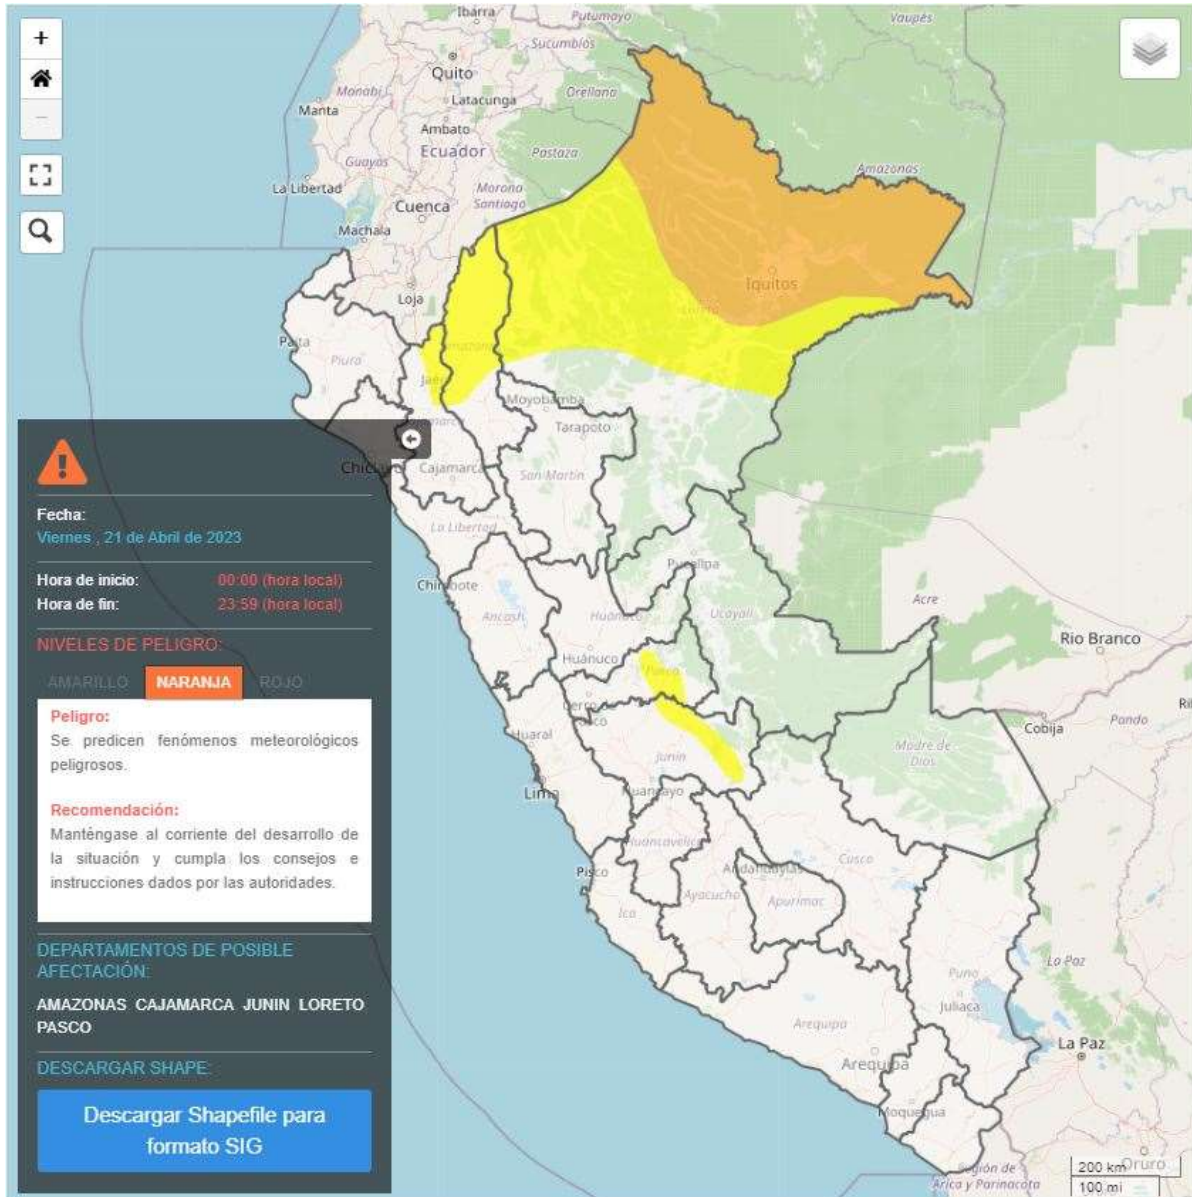 +
−
Ibarra
Putumayo
Vaupés
Sucumbíos
Quito
Orellana
Manabí
Latacunga
Manta
Ambato
Ecuador
Pastaza
Guayas
Amazonas
La Libertad
Morona
Santiago
Cuenca
Machala
Iquitos
Loja
Loreto
Paita
Piura
Amazonas
Jaén
Moyobamba
Tarapoto
Chiclayo
Cajamarca
San Martín
La Libertad
Pucallpa
Chimbote
Ancash
Huánuco
Ucayali
Acre
Rio Branco
Huánuco
Pasco
Cerro de
Pasco
Cobija
Pando
Huaral
Junín
Madre de
Dios
Lima
Huancayo
Huancavelica
Andahuaylas
Cusco
Pisco
Ayacucho
Apurímac
Ica
La Paz
Puno
Juliaca
Arequipa
La Paz
Arequipa
Moquegua
Oruro
Región de
Arica y Parinacota
200 km
100 mi
Fecha:
Viernes , 21 de Abril de 2023
Hora de inicio: 00:00 (hora local)
Hora de fin: 23:59 (hora local)
NIVELES DE PELIGRO:
AMARILLO NARANJA ROJO
Peligro:
Se predicen fenómenos meteorológicos
peligrosos.
Recomendación:
Manténgase al corriente del desarrollo de
la situación y cumpla los consejos e
instrucciones dados por las autoridades.
DEPARTAMENTOS DE POSIBLE
AFECTACIÓN:
AMAZONAS CAJAMARCA JUNIN LORETO
PASCO
DESCARGAR SHAPE:
Descargar Shapefile para
formato SIG